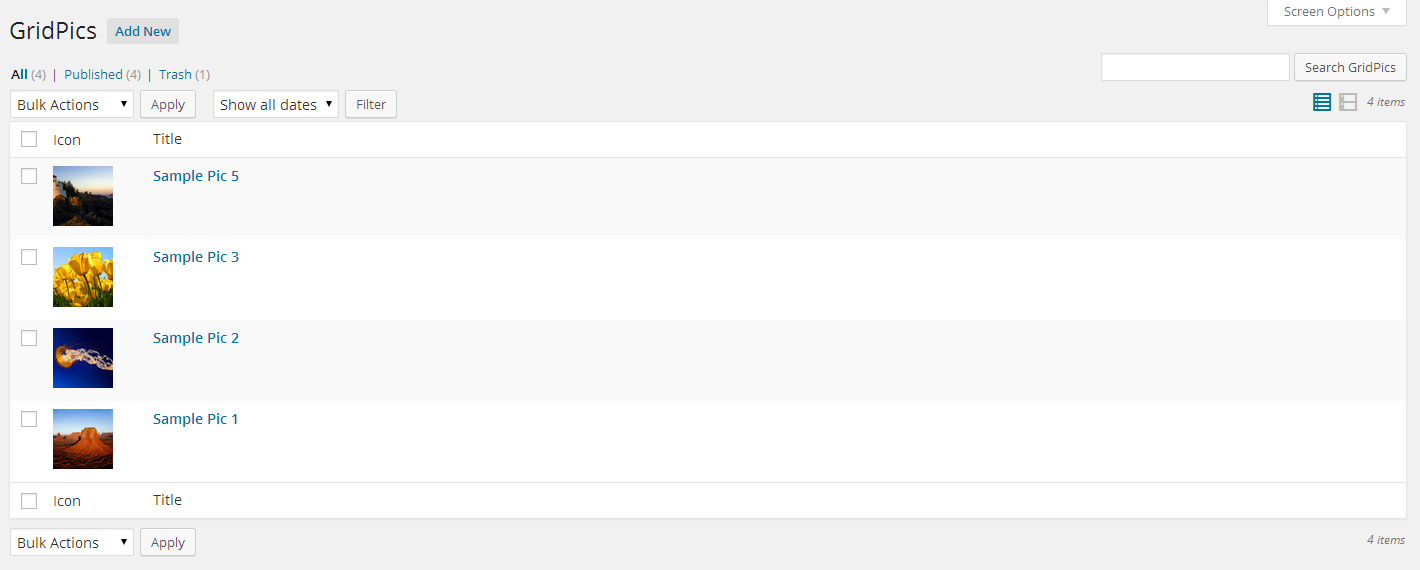 Screen Options
GridPics Add New
All (4) | Published (4) | Trash (1)
Search GridPics
Bulk Actions Apply Show all dates Filter 4 items
Icon Title
Sample Pic 5
Sample Pic 3
Sample Pic 2
Sample Pic 1
Icon Title
Bulk Actions Apply 4 items